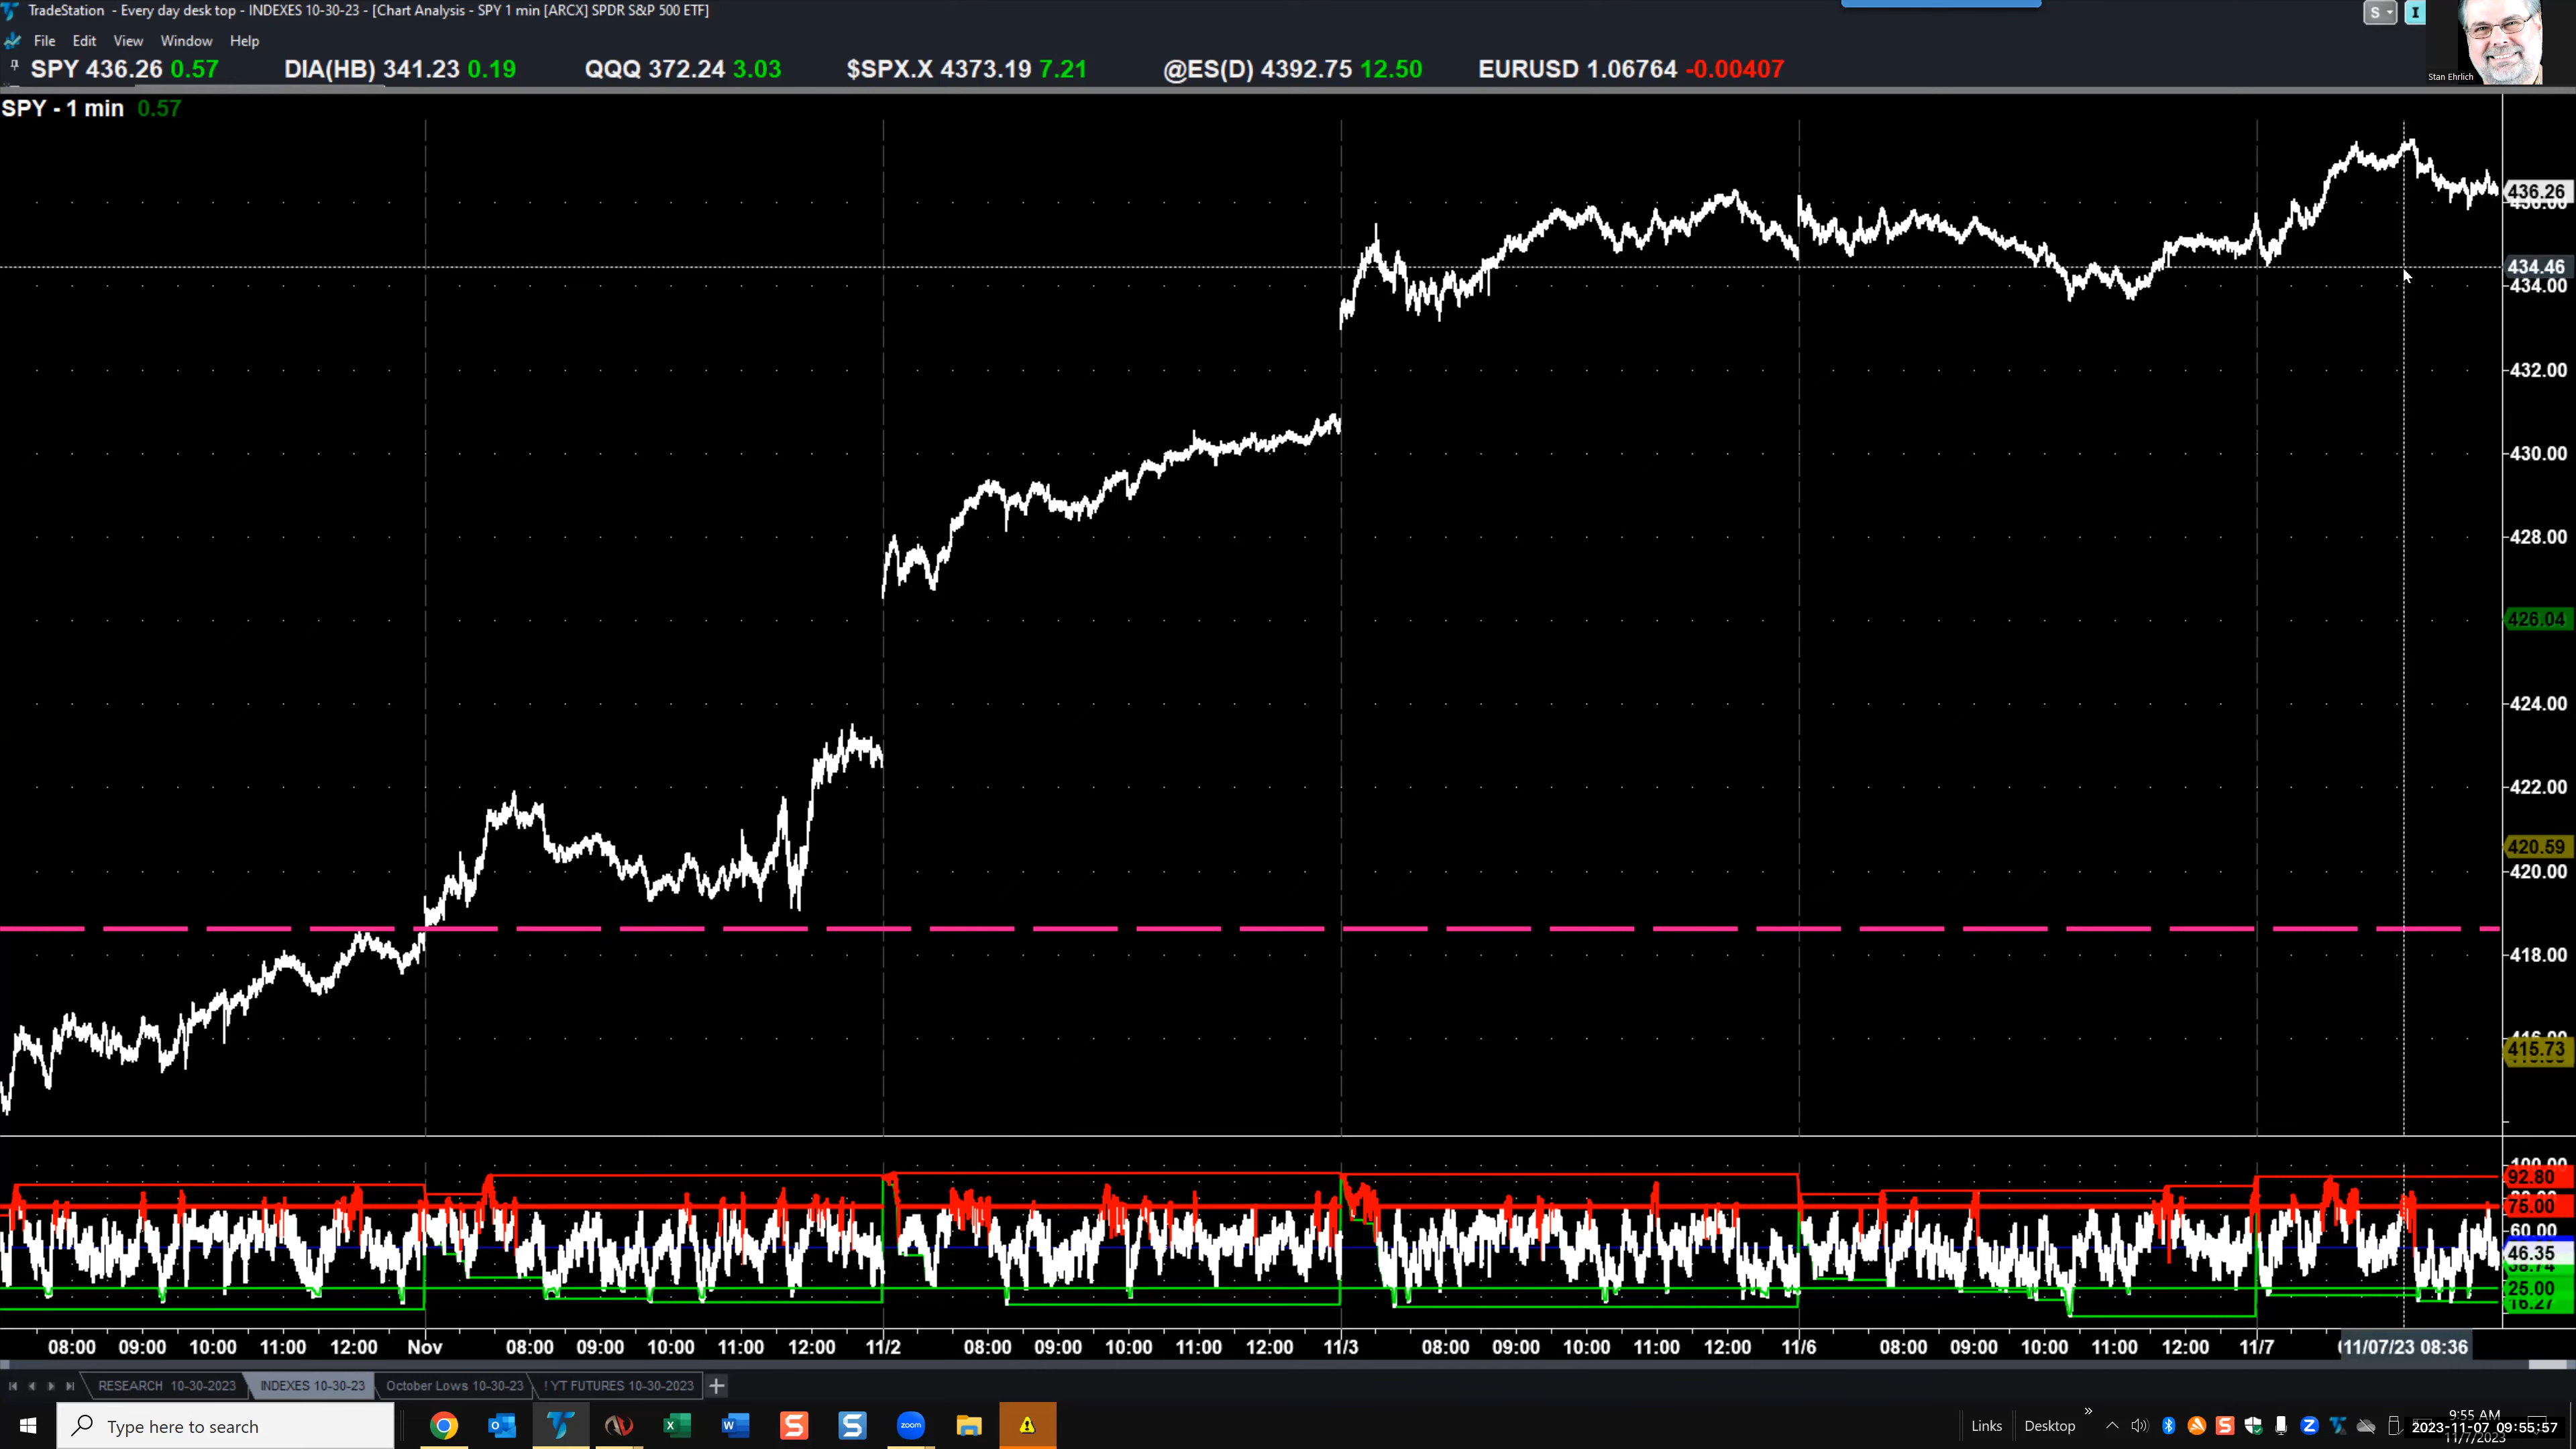 TradeStation - Every day desk top - INDEXES 10-30-23 - [Chart Analysis - SPY 1 min [ARCX] SPDR S&P 500 ETF]
S
I
File Edit View Window Help
SPY 436.26 0.57 DIA(HB) 341.23 0.19 QQQ 372.24 3.03 $SPX.X 4373.19 7.21 @ES(D) 4392.75 12.50 EURUSD 1.06764 -0.00407
Stan Ehrlich
SPY - 1 min 0.57
436.26
434.46
434.00
432.00
430.00
428.00
426.04
424.00
422.00
420.59
420.00
418.00
415.73
92.80
75.00
60.00
46.35
25.00
16.27
08:00 09:00 10:00 11:00 12:00 Nov 08:00 09:00 10:00 11:00 12:00 11/2 08:00 09:00 10:00 11:00 12:00 11/3 08:00 09:00 10:00 11:00 12:00 11/6 08:00 09:00 10:00 11:00 12:00 11/7 11/07/23 08:36
RESEARCH 10-30-2023 INDEXES 10-30-23 October Lows 10-30-23 ! YT FUTURES 10-30-2023 +
Type here to search
zoom
Links Desktop
9:55 AM
2023-11-07 09:55:57
11/7/2023